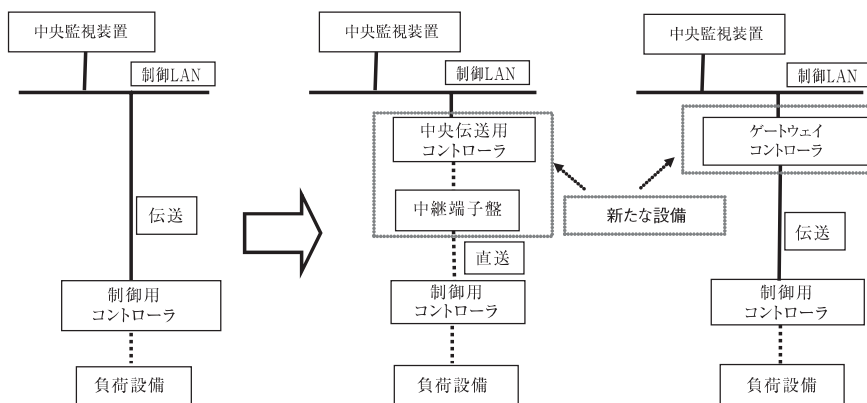 中央監視装置
制御LAN
伝送
制御用
コントローラ
負荷設備
中央監視装置
制御LAN
中央伝送用
コントローラ
中継端子盤
直送
制御用
コントローラ
負荷設備
新たな設備
中央監視装置
制御LAN
ゲートウェイ
コントローラ
伝送
制御用
コントローラ
負荷設備